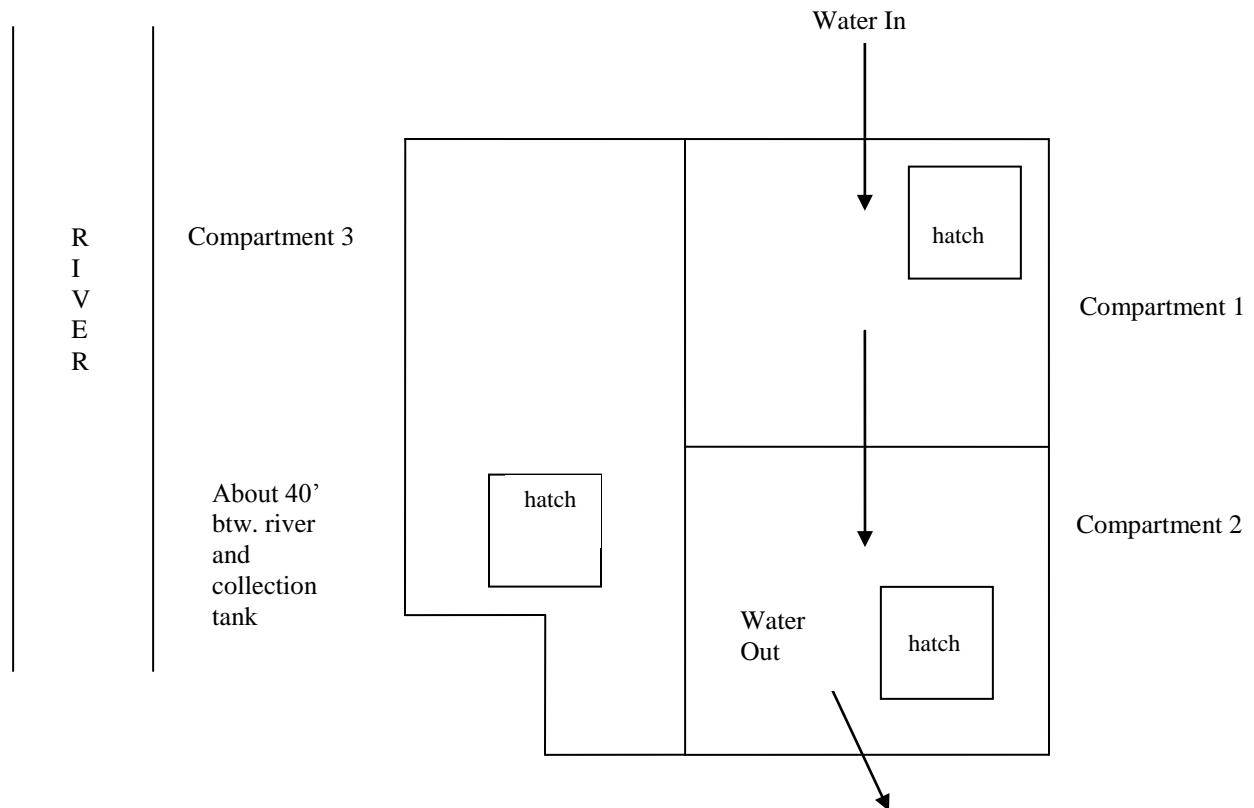 Water In
R
I
V
E
R
Compartment 3
hatch
Compartment 1
About 40’
btw. river
and
collection
tank
hatch
Compartment 2
Water
Out
hatch